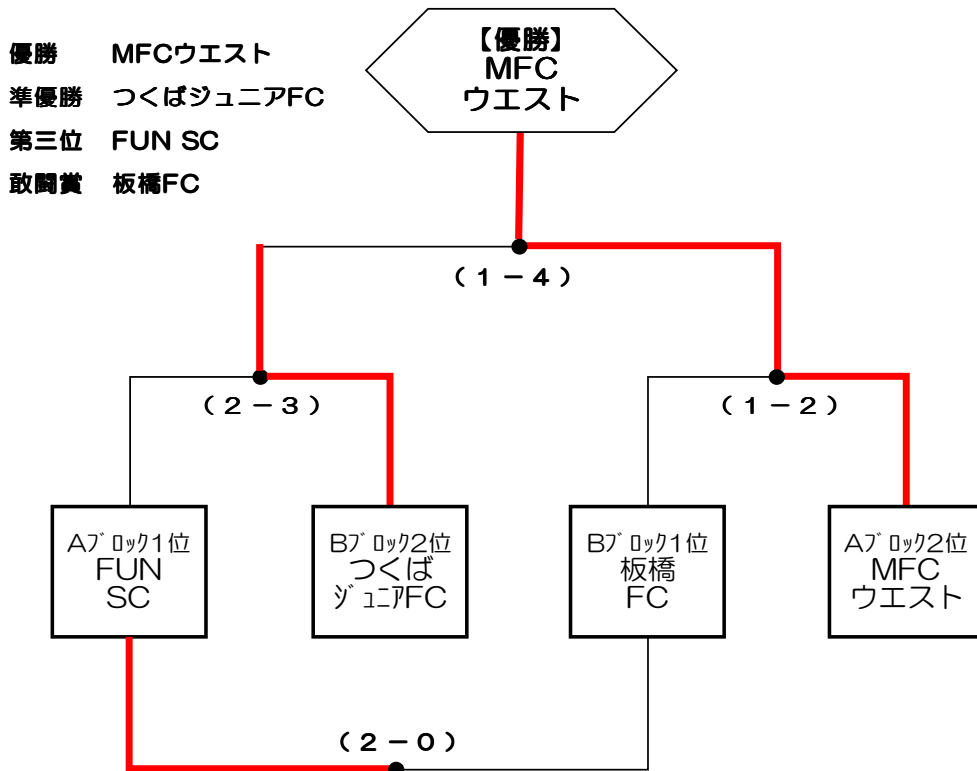 優勝 MFCウエスト
準優勝 つくばジュニアFC
第三位 FUN SC
敢闘賞 板橋FC
【優勝】
MFC
ウエスト
(1－4)
(2－3)
(1－2)
Aﾌﾞﾛｯｸ1位
FUN
SC
Bﾌﾞﾛｯｸ2位
つくば
ｼﾞｭﾆｱFC
Bﾌﾞﾛｯｸ1位
板橋
FC
Aﾌﾞﾛｯｸ2位
MFC
ウエスト
(2－0)